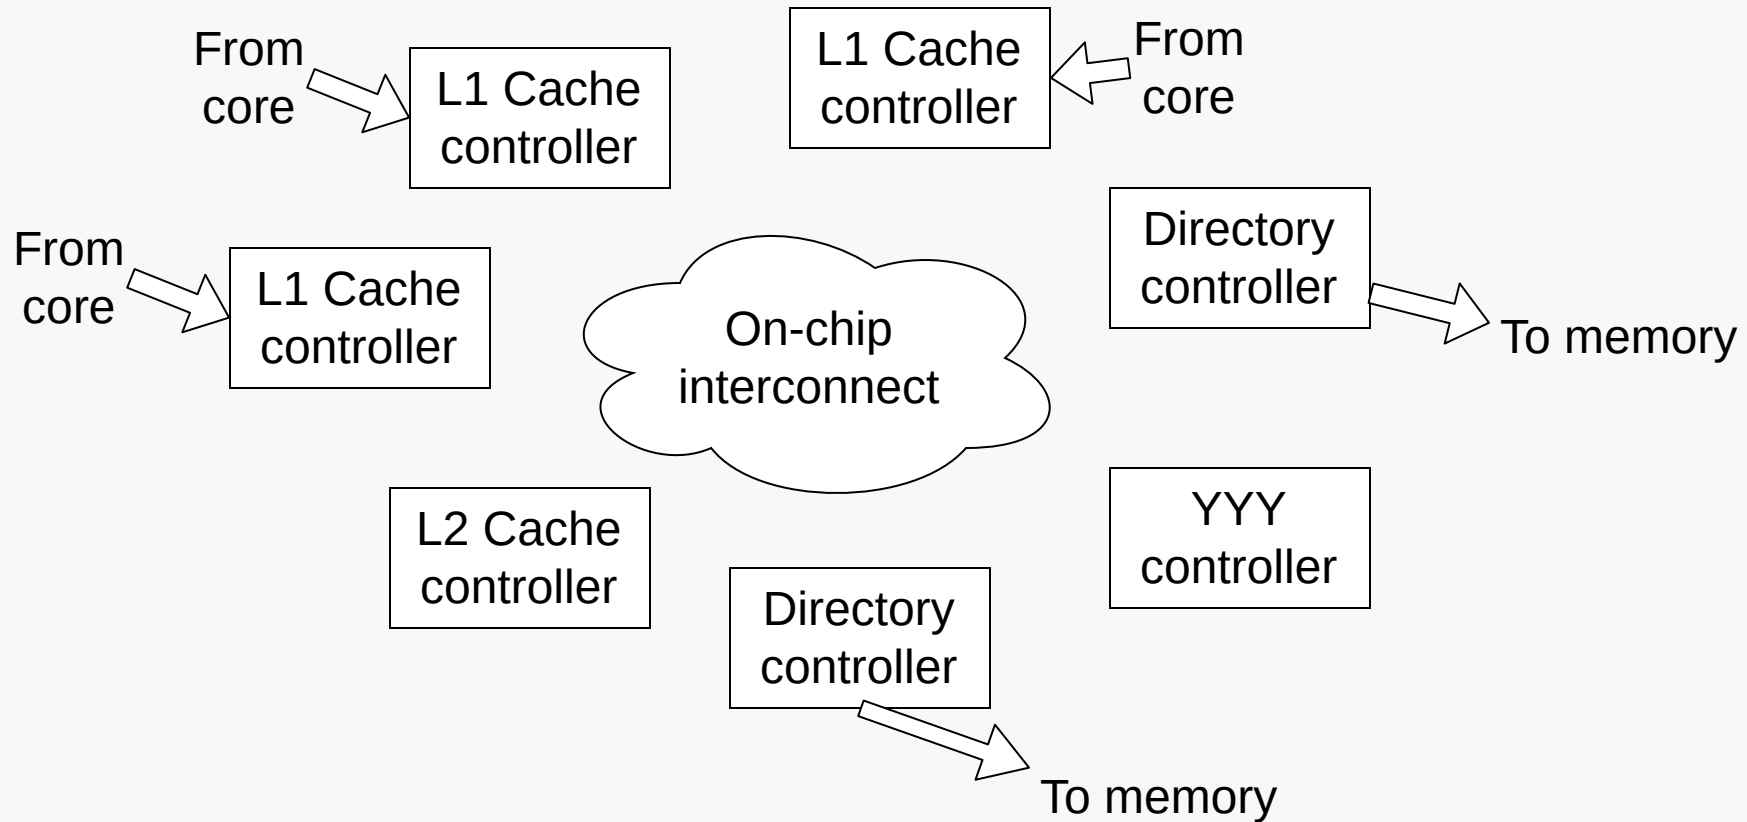 From
core
L1 Cache
controller
L1 Cache
controller
From
core
From
core
L1 Cache
controller
Directory
controller
To memory
On-chip
interconnect
L2 Cache
controller
YYY
controller
Directory
controller
To memory